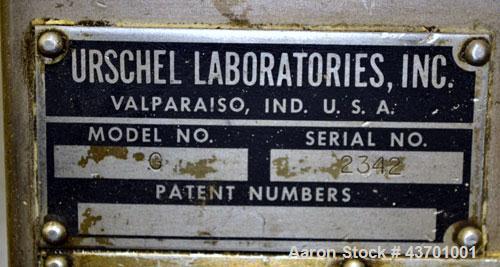 URSCHEL LABORATORIES, INC.
VALPARAISO, IND. U. S. A.
MODEL NO. SERIAL NO.
G 2342
PATENT NUMBERS
Aaron Stock # 43701001